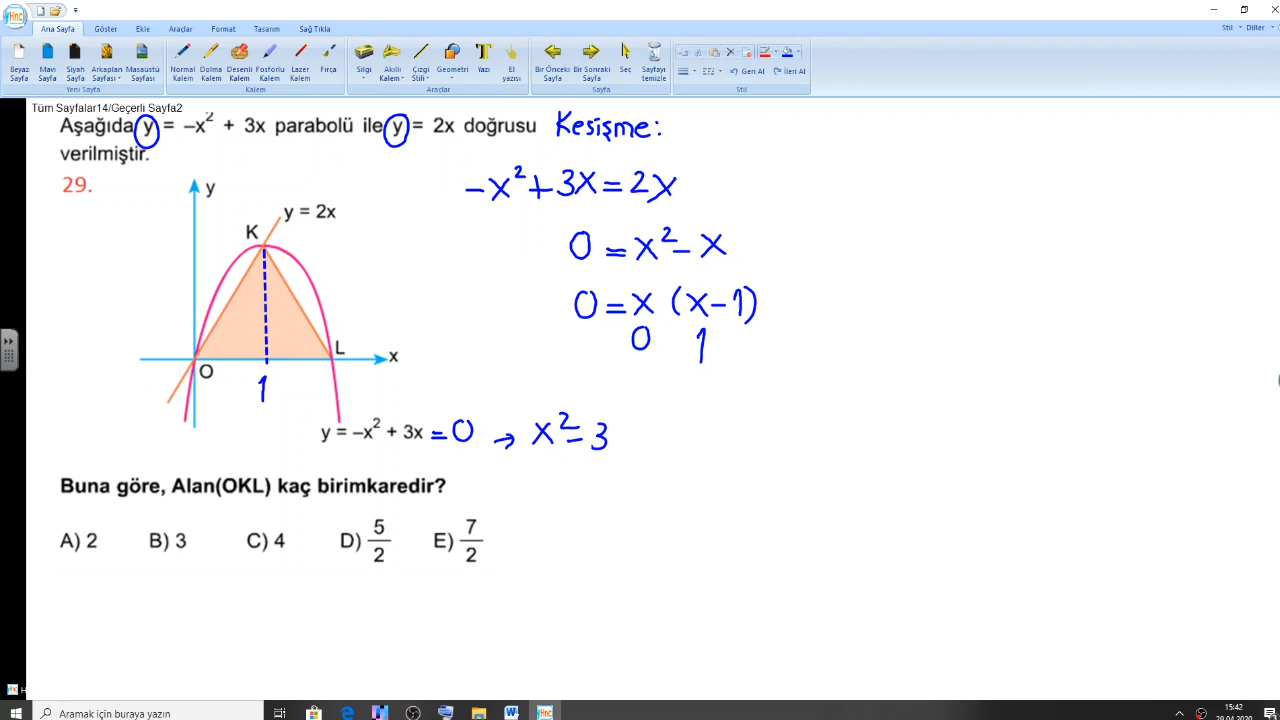 Ana Sayfa Göster Ekle Araçlar Format Tasarım Sağ Tıkla
Stil Diller
Beyaz Sayfa Mavi Sayfa Siyah Sayfa Arkaplan Sayfası Masaüstü Sayfası Normal Kalem Dolma Kalem Desenli Kalem Fosforlu Kalem Lazer Kalem Fırça Silgi Akıllı Kalem Çizgi Stili Geometri Yazı El yazısı Bir Önceki Sayfa Bir Sonraki Sayfa Seç Sayfayı temizle Geri Al İleri Al
Yeni Sayfa Kalem Araçlar Sayfa Stil
Tüm Sayfalar14/Geçerli Sayfa2
Aşağıda y = –x² + 3x parabolü ile y = 2x doğrusu Kesişme:
verilmiştir.
29.
y
-x²+3x=2x
y = 2x
K
0=x²-x
0=x(x-1)
0 1
L
x
O
1
y = –x² + 3x =0 → x²-3
Buna göre, Alan(OKL) kaç birimkaredir?
A) 2 B) 3 C) 4 D) 5/2 E) 7/2
Aramak için buraya yazın
15:42
29.04.2020